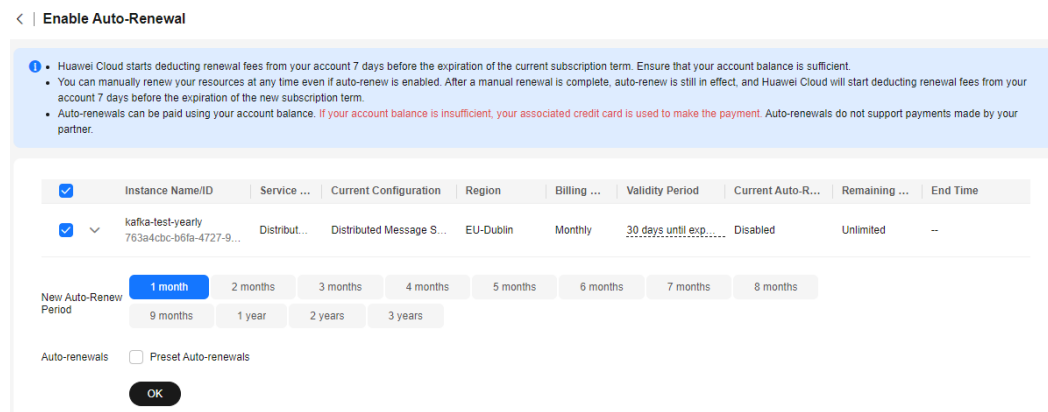 < | Enable Auto-Renewal
• Huawei Cloud starts deducting renewal fees from your account 7 days before the expiration of the current subscription term. Ensure that your account balance is sufficient.
• You can manually renew your resources at any time even if auto-renew is enabled. After a manual renewal is complete, auto-renew is still in effect, and Huawei Cloud will start deducting renewal fees from your
account 7 days before the expiration of the new subscription term.
• Auto-renewals can be paid using your account balance. If your account balance is insufficient, your associated credit card is used to make the payment. Auto-renewals do not support payments made by your
partner.
Instance Name/ID Service ... Current Configuration Region Billing ... Validity Period Current Auto-R... Remaining ... End Time
kafka-test-yearly
763a4cbc-b6fa-4727-9... Distribut... Distributed Message S... EU-Dublin Monthly 30 days until exp... Disabled Unlimited --
New Auto-Renew
Period
1 month 2 months 3 months 4 months 5 months 6 months 7 months 8 months
9 months 1 year 2 years 3 years
Auto-renewals Preset Auto-renewals
OK